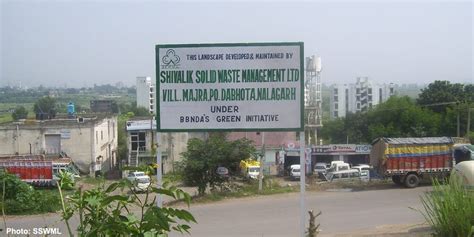 THIS LANDSCAPE DEVELOPED& MAINTAINED BY
SHIVALIK SOLID WASTE MANAGEMENT LTD
VILL. MAJRA,P.O. DABHOTA, NALAGARH
UNDER
BBNDA'S GREEN INITIATIVE
TOTAL
Photo: SSWML